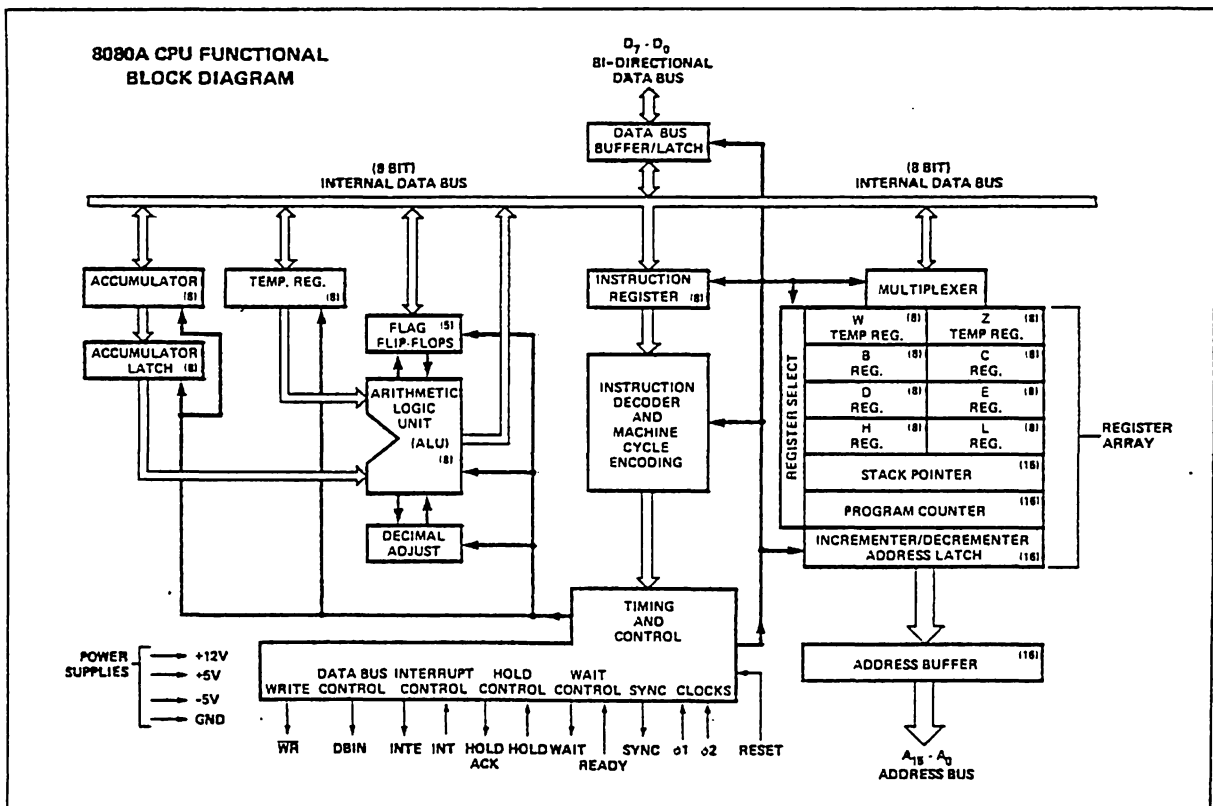 8080A CPU FUNCTIONAL
BLOCK DIAGRAM
D7 - D0
BI-DIRECTIONAL
DATA BUS
DATA BUS
BUFFER/LATCH
(8 BIT)
INTERNAL DATA BUS
(8 BIT)
INTERNAL DATA BUS
ACCUMULATOR
(8)
TEMP. REG.
(8)
INSTRUCTION
REGISTER (8)
MULTIPLEXER
ACCUMULATOR
LATCH (8)
FLAG (5)
FLIP-FLOPS
ARITHMETIC
LOGIC
UNIT
(ALU)
(8)
DECIMAL
ADJUST
INSTRUCTION
DECODER
AND
MACHINE
CYCLE
ENCODING
REGISTER SELECT
W (8)
TEMP REG.
Z (8)
TEMP REG.
B (8)
REG.
C (8)
REG.
D (8)
REG.
E (8)
REG.
H (8)
REG.
L (8)
REG.
STACK POINTER (16)
PROGRAM COUNTER (16)
INCREMENTER/DECREMENTER
ADDRESS LATCH (16)
REGISTER
ARRAY
TIMING
AND
CONTROL
ADDRESS BUFFER (16)
A15 - A0
ADDRESS BUS
POWER
SUPPLIES
+12V
+5V
-5V
GND
WRITE
DATA BUS
CONTROL
INTERRUPT
CONTROL
HOLD
CONTROL
WAIT
CONTROL
SYNC
CLOCKS
WR
DBIN
INTE
INT
HOLD
ACK
HOLD
WAIT
READY
SYNC
ø1
ø2
RESET